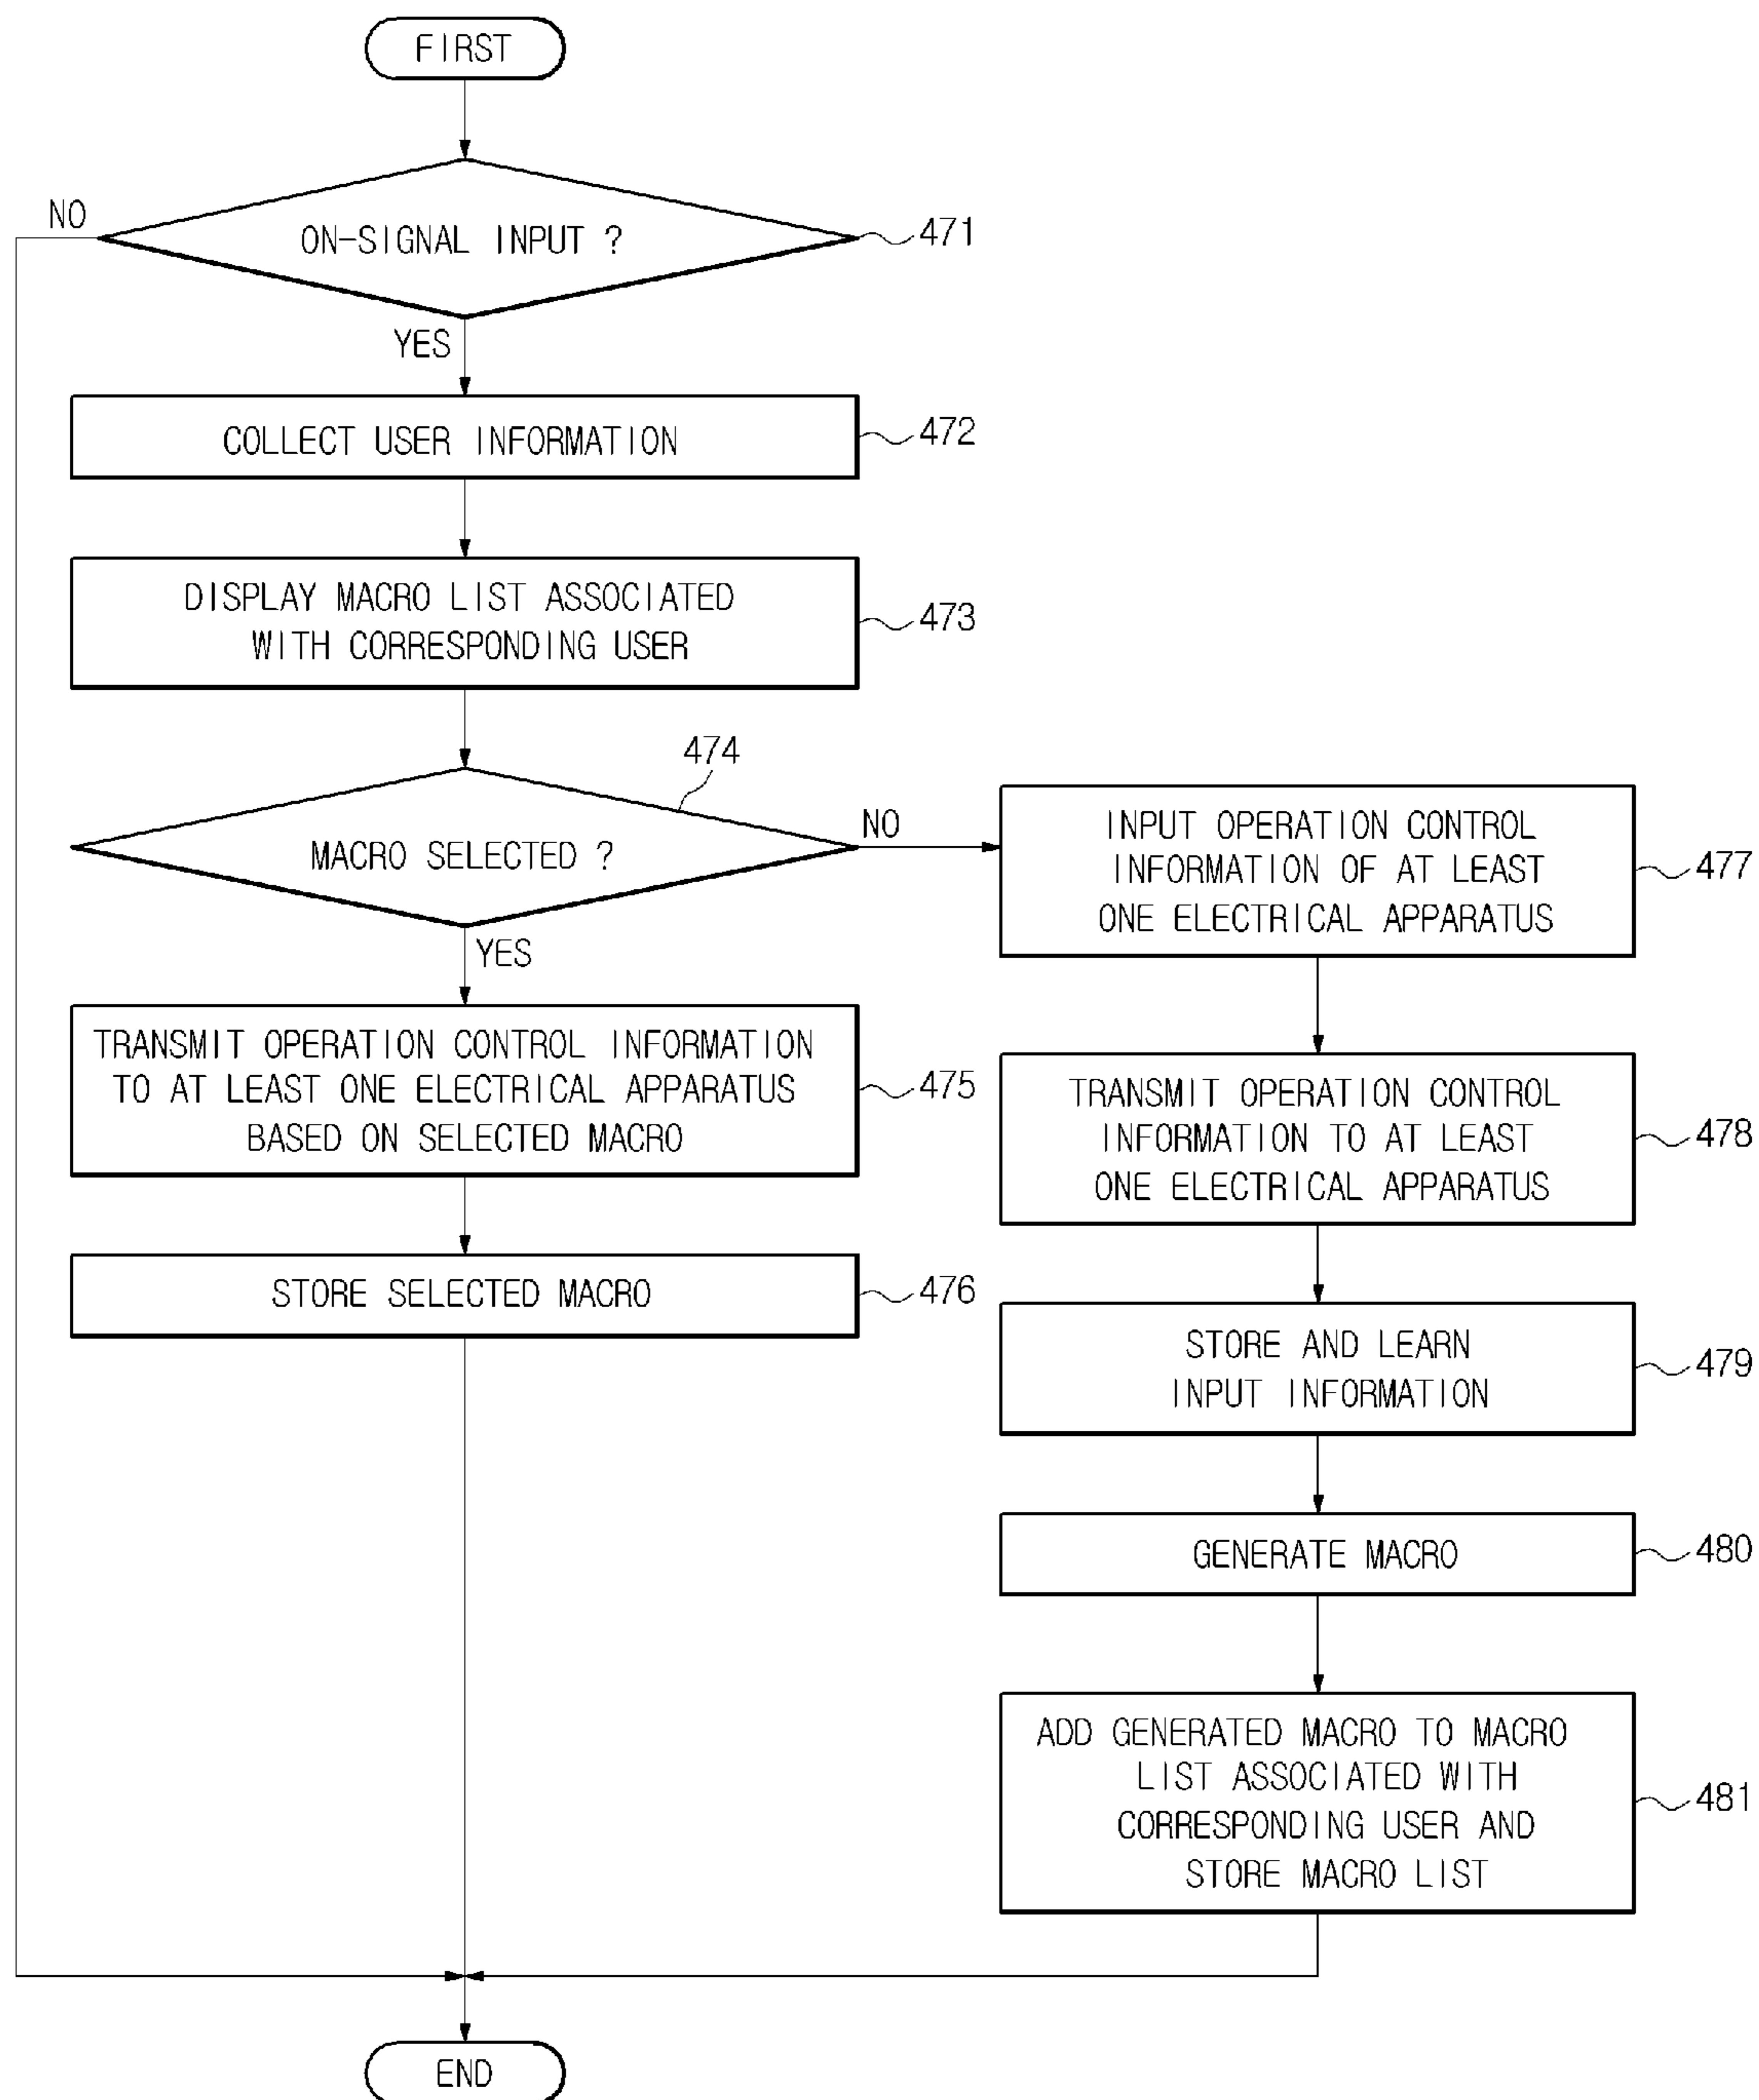 FIRST
NO
ON-SIGNAL INPUT ?
471
YES
COLLECT USER INFORMATION
472
DISPLAY MACRO LIST ASSOCIATED
WITH CORRESPONDING USER
473
474
MACRO SELECTED ?
NO
YES
TRANSMIT OPERATION CONTROL INFORMATION
TO AT LEAST ONE ELECTRICAL APPARATUS
BASED ON SELECTED MACRO
475
STORE SELECTED MACRO
476
INPUT OPERATION CONTROL
INFORMATION OF AT LEAST
ONE ELECTRICAL APPARATUS
477
TRANSMIT OPERATION CONTROL
INFORMATION TO AT LEAST
ONE ELECTRICAL APPARATUS
478
STORE AND LEARN
INPUT INFORMATION
479
GENERATE MACRO
480
ADD GENERATED MACRO TO MACRO
LIST ASSOCIATED WITH
CORRESPONDING USER AND
STORE MACRO LIST
481
END